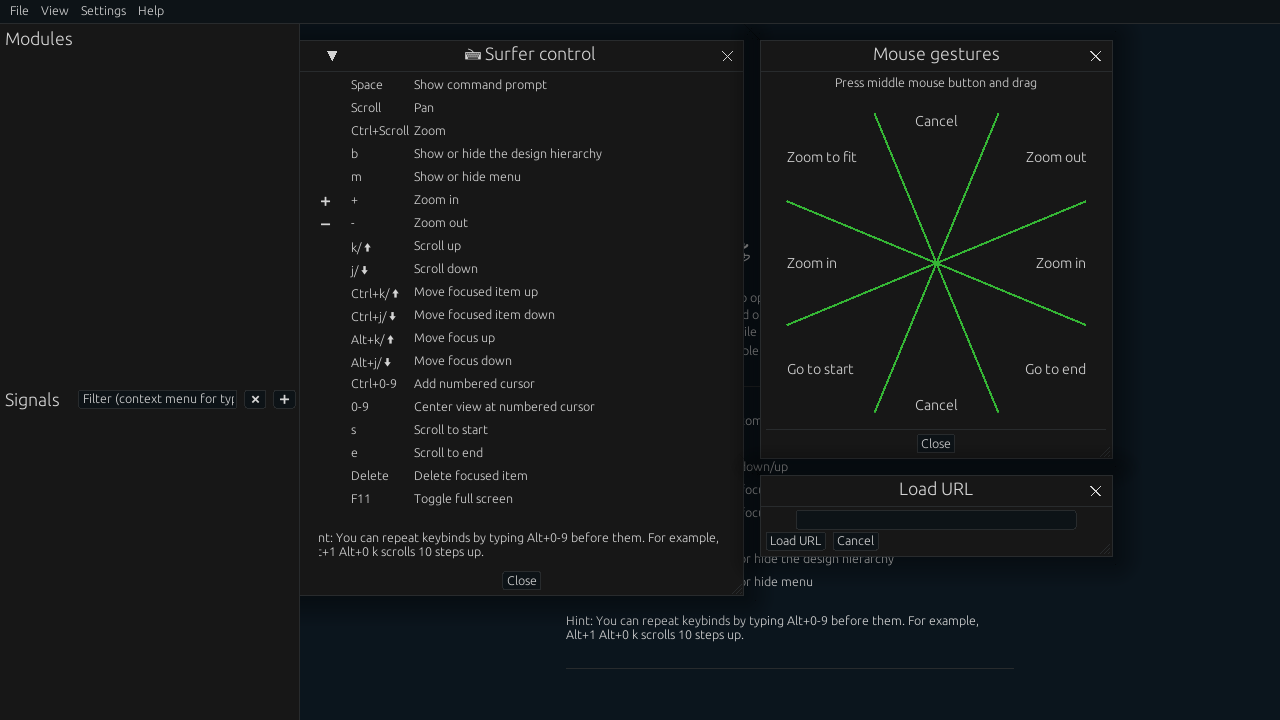 File View Settings Help
Modules
Signals
Filter (context menu for typ
Surfer control
Space Show command prompt
Scroll Pan
Ctrl+Scroll Zoom
b Show or hide the design hierarchy
m Show or hide menu
+ + Zoom in
− - Zoom out
k/⬆ Scroll up
j/⬇ Scroll down
Ctrl+k/⬆ Move focused item up
Ctrl+j/⬇ Move focused item down
Alt+k/⬆ Move focus up
Alt+j/⬇ Move focus down
Ctrl+0-9 Add numbered cursor
0-9 Center view at numbered cursor
s Scroll to start
e Scroll to end
Delete Delete focused item
F11 Toggle full screen
nt: You can repeat keybinds by typing Alt+0-9 before them. For example,
t+1 Alt+0 k scrolls 10 steps up.
Close
Mouse gestures
Press middle mouse button and drag
Cancel
Zoom to fit Zoom out
Zoom in Zoom in
Go to start Go to end
Cancel
Close
down/up
Load URL
Load URL Cancel
or hide the design hierarchy
or hide menu
Hint: You can repeat keybinds by typing Alt+0-9 before them. For example,
Alt+1 Alt+0 k scrolls 10 steps up.